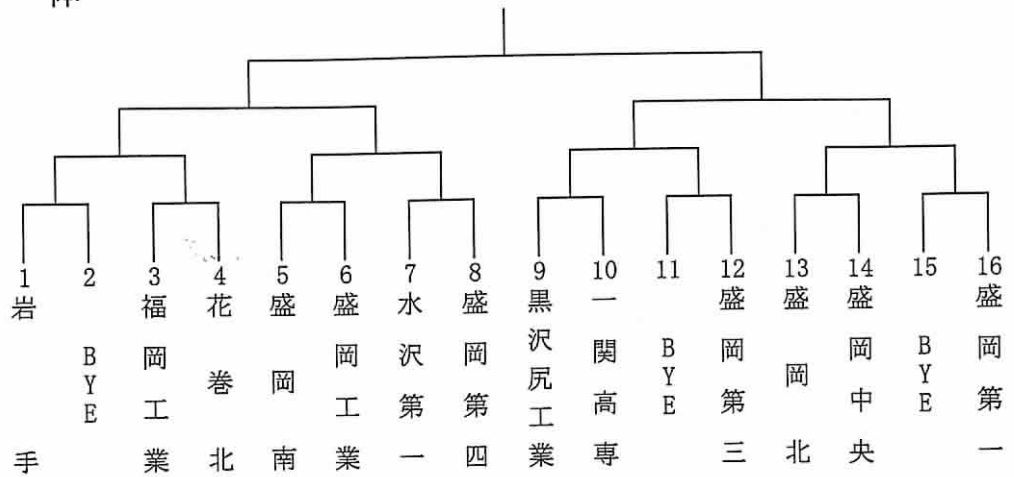 1 岩手
2 BYE
3 福岡工業
4 花巻北
5 盛岡南
6 盛岡工業
7 水沢第一
8 盛岡第四
9 黒沢尻工業
10 一関高専
11 BYE
12 盛岡第三
13 盛岡北
14 盛岡中央
15 BYE
16 盛岡第一